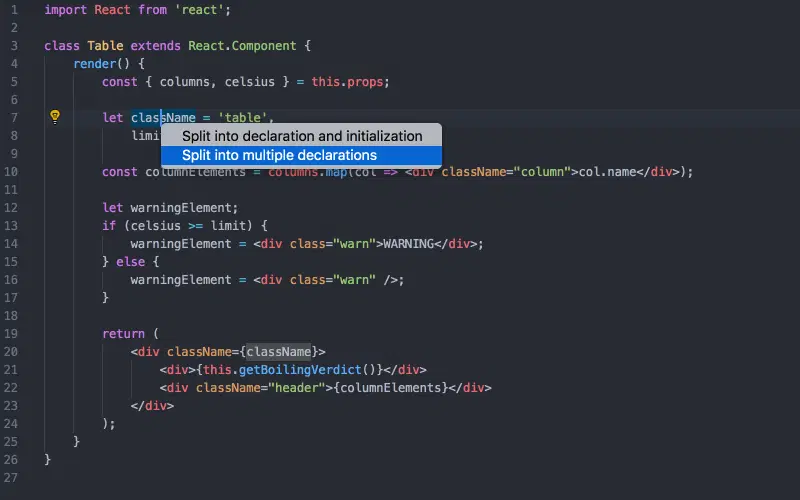 1 import React from 'react';
2
3 class Table extends React.Component {
4 render() {
5 const { columns, celsius } = this.props;
6
7 let className = 'table',
8 limi
Split into declaration and initialization
9
Split into multiple declarations
10 const columnElements = columns.map(col => <div className="column">col.name</div>);
11
12 let warningElement;
13 if (celsius >= limit) {
14 warningElement = <div class="warn">WARNING</div>;
15 } else {
16 warningElement = <div class="warn" />;
17 }
18
19 return (
20 <div className={className}>
21 <div>{this.getBoilingVerdict()}</div>
22 <div className="header">{columnElements}</div>
23 </div>
24 );
25 }
26 }
27